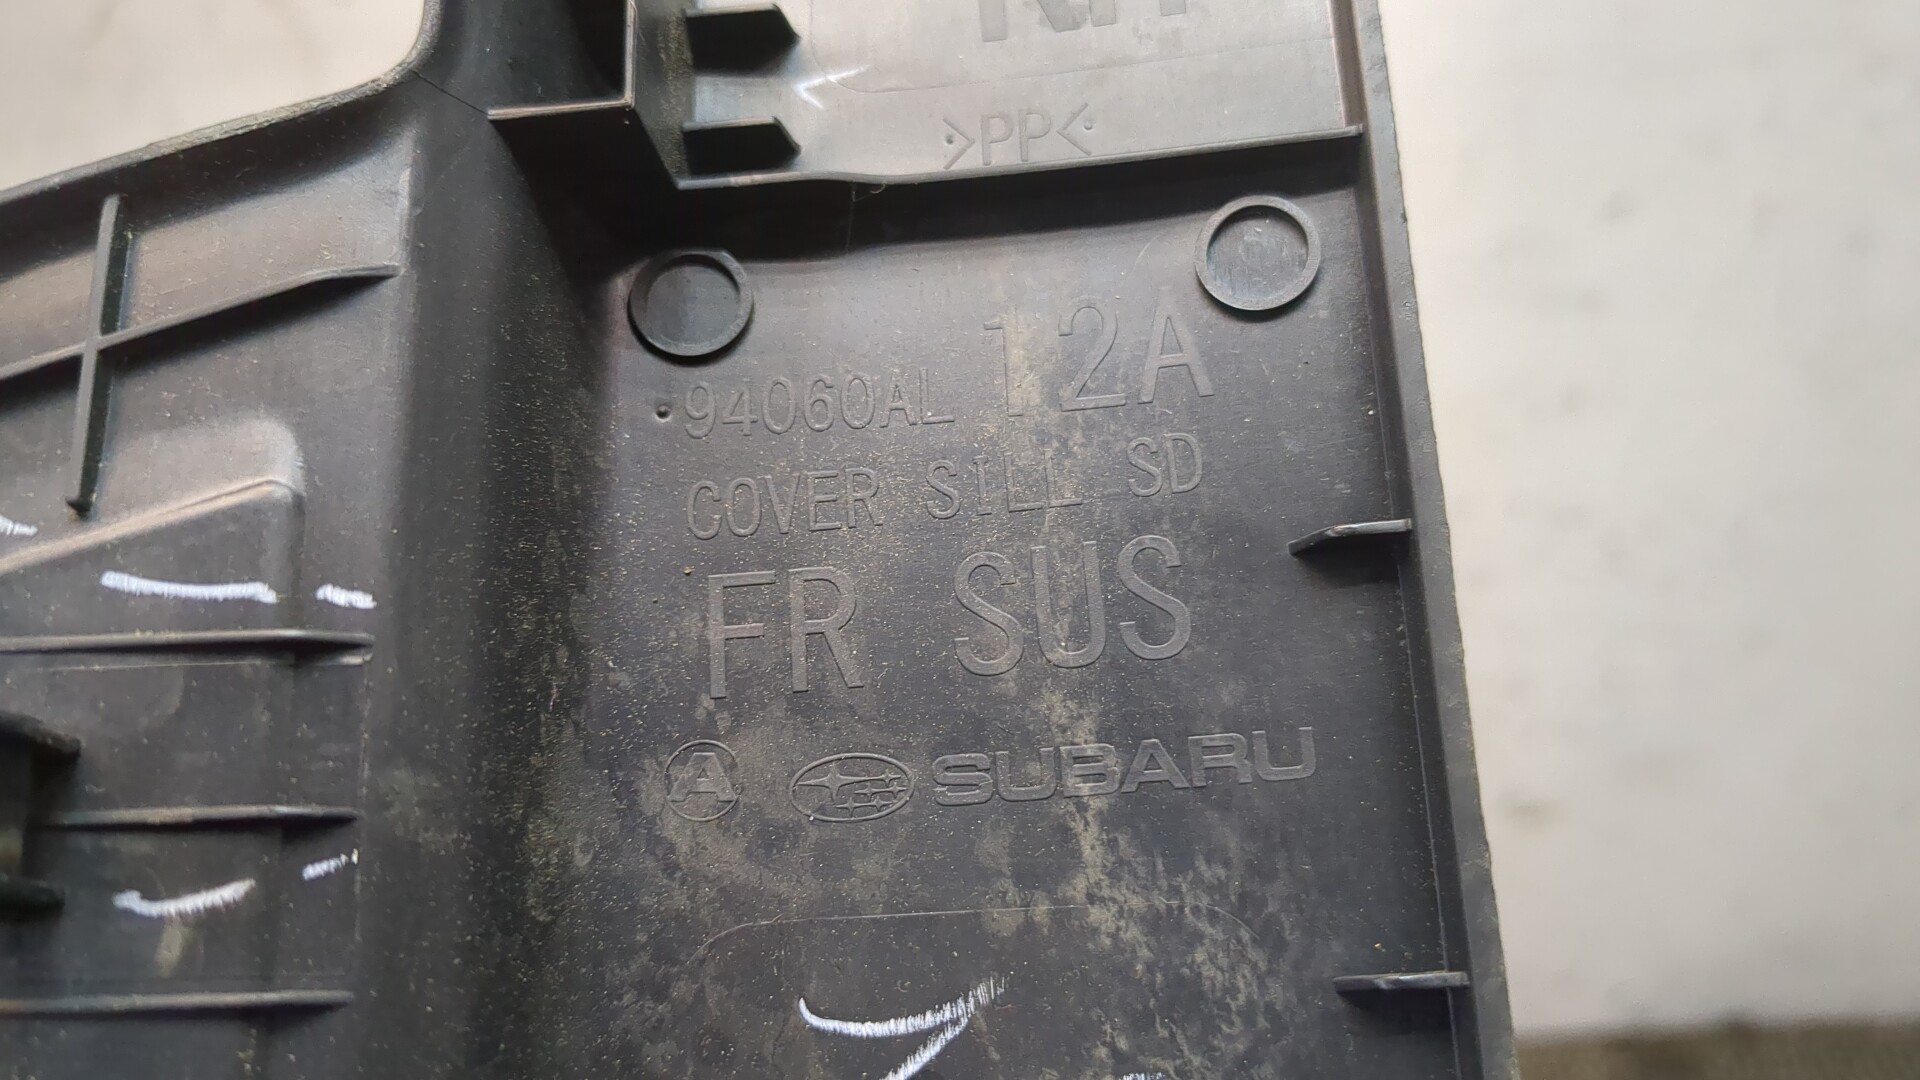 >PP<
94060AL 12A
COVER SILL SD
FR SUS
A SUBARU